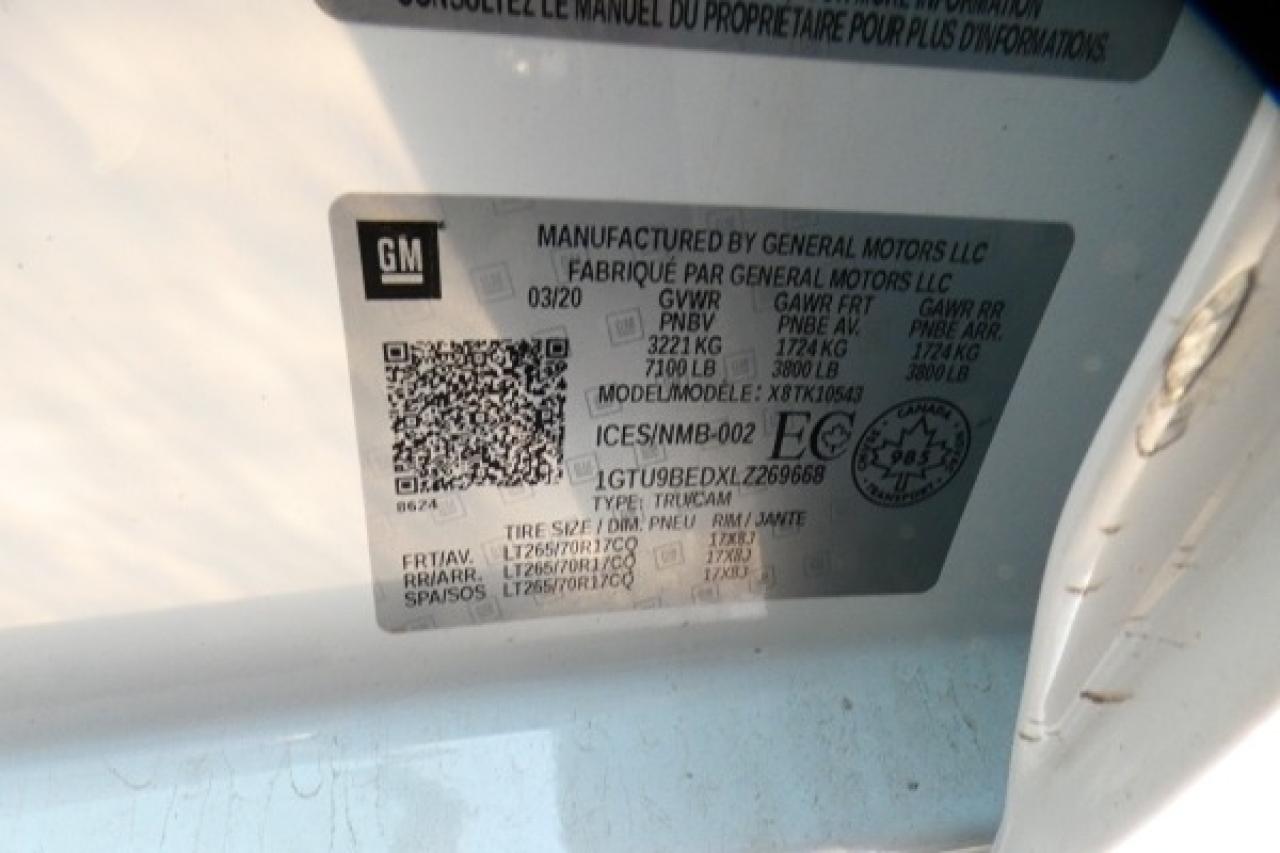 CONSULTEZ LE MANUEL DU PROPRIÉTAIRE POUR PLUS D'INFORMATIONS.
GM
MANUFACTURED BY GENERAL MOTORS LLC
FABRIQUÉ PAR GENERAL MOTORS LLC
03/20 GVWR GAWR FRT GAWR RR
PNBV PNBE AV. PNBE ARR.
3221 KG 1724 KG 1724 KG
7100 LB 3800 LB 3800 LB
MODEL/MODÈLE: X8TK10543
ICES/NMB-002 EC
CANADA
985
TRANSPORT
1GTU9BEDXLZ269668
8624
TYPE: TRU/CAM
TIRE SIZE / DIM. PNEU RIM / JANTE
FRT/AV. LT265/70R17CQ 17X8J
RR/ARR. LT265/70R17CQ 17X8J
SPA/SOS LT265/70R17CQ 17X8J